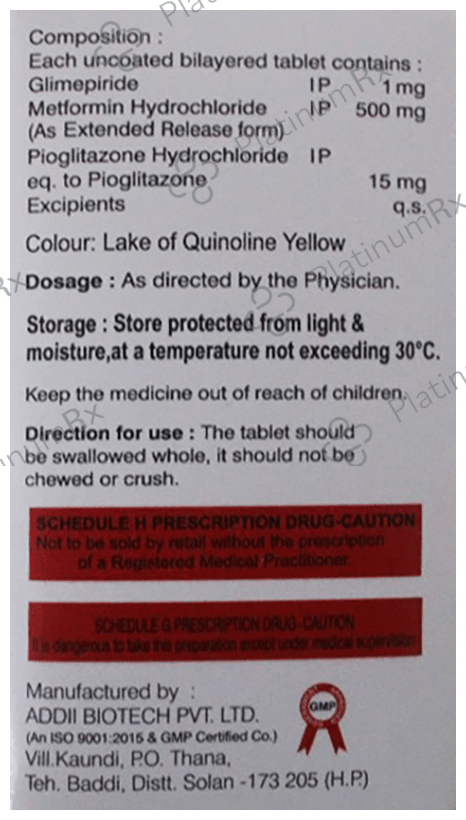 Composition :
Each uncoated bilayered tablet contains :
Glimepiride IP 1 mg
Metformin Hydrochloride IP 500 mg
(As Extended Release form)
Pioglitazone Hydrochloride IP
eq. to Pioglitazone 15 mg
Excipients q.s.
Colour: Lake of Quinoline Yellow
Dosage : As directed by the Physician.
Storage : Store protected from light &
moisture,at a temperature not exceeding 30°C.
Keep the medicine out of reach of children.
Direction for use : The tablet should
be swallowed whole, it should not be
chewed or crush.
SCHEDULE H PRESCRIPTION DRUG-CAUTION
Not to be sold by retail without the prescription
of a Registered Medical Practitioner.
SCHEDULE G PRESCRIPTION DRUG- CAUTION
It is dangerous to take this preparation except under medical supervision
Manufactured by :
ADDII BIOTECH PVT. LTD.
(An ISO 9001:2015 & GMP Certified Co.)
Vill.Kaundi, P.O. Thana,
Teh. Baddi, Distt. Solan -173 205 (H.P.)
GMP
PlatinumRx
PlatinumRx
PlatinumRx